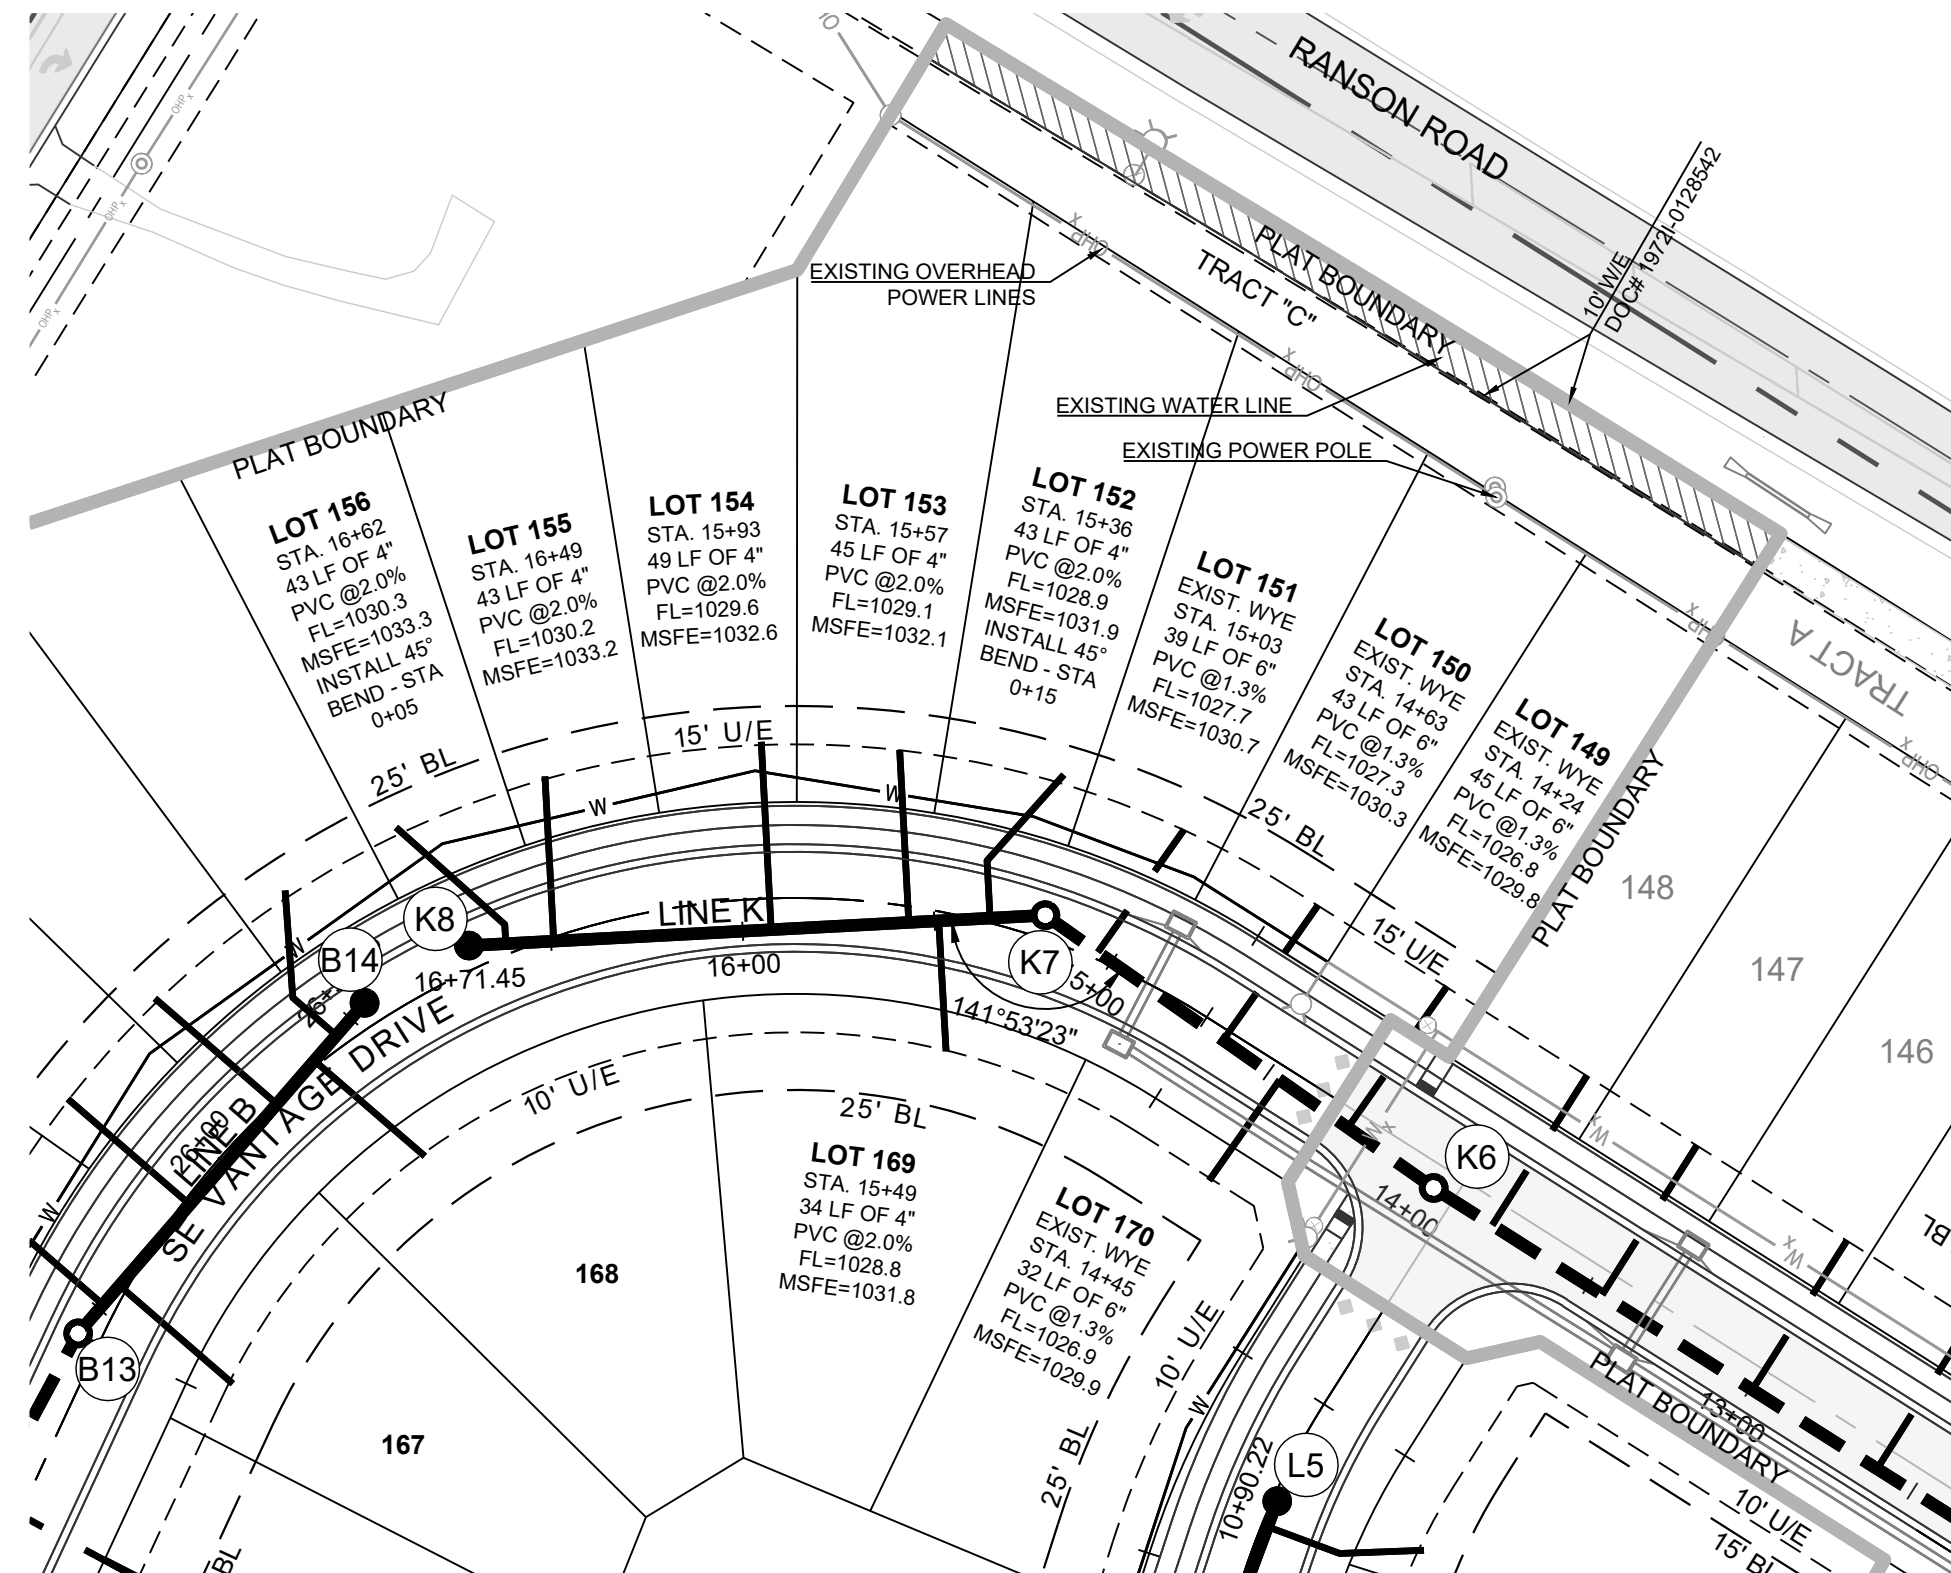 RANSON ROAD
10' W/E
DOC# 1972I-0128542
PLAT BOUNDARY
TRACT "C"
EXISTING OVERHEAD
POWER LINES
OHP
OHP
OHP
OHP
OHP
OHP
OHP
EXISTING WATER LINE
EXISTING POWER POLE
PLAT BOUNDARY
LOT 156
STA. 16+62
43 LF OF 4"
PVC @2.0%
FL=1030.3
MSFE=1033.3
INSTALL 45°
BEND - STA
0+05
LOT 155
STA. 16+49
43 LF OF 4"
PVC @2.0%
FL=1030.2
MSFE=1033.2
LOT 154
STA. 15+93
49 LF OF 4"
PVC @2.0%
FL=1029.6
MSFE=1032.6
LOT 153
STA. 15+57
45 LF OF 4"
PVC @2.0%
FL=1029.1
MSFE=1032.1
LOT 152
STA. 15+36
43 LF OF 4"
PVC @2.0%
FL=1028.9
MSFE=1031.9
INSTALL 45°
BEND - STA
0+15
LOT 151
EXIST. WYE
STA. 15+03
39 LF OF 6"
PVC @1.3%
FL=1027.7
MSFE=1030.7
LOT 150
EXIST. WYE
STA. 14+63
43 LF OF 6"
PVC @1.3%
FL=1027.3
MSFE=1030.3
LOT 149
EXIST. WYE
STA. 14+24
45 LF OF 6"
PVC @1.3%
FL=1026.8
MSFE=1029.8
PLAT BOUNDARY
TRACT A
148
147
146
BL
25' BL
15' U/E
25' BL
15' U/E
W
W
W
W
W
W
W
W
K8
B14
LINE K
K7
16+71.45
16+00
15+00
141°53'23"
SE VANTAGE DRIVE
LINE B
26+00
B13
10' U/E
25' BL
K6
14+00
LOT 169
STA. 15+49
34 LF OF 4"
PVC @2.0%
FL=1028.8
MSFE=1031.8
LOT 170
EXIST. WYE
STA. 14+45
32 LF OF 6"
PVC @1.3%
FL=1026.9
MSFE=1029.9
168
167
10' U/E
25' BL
L5
10+90.22
PLAT BOUNDARY
13+00
10' U/E
15' BL
BL